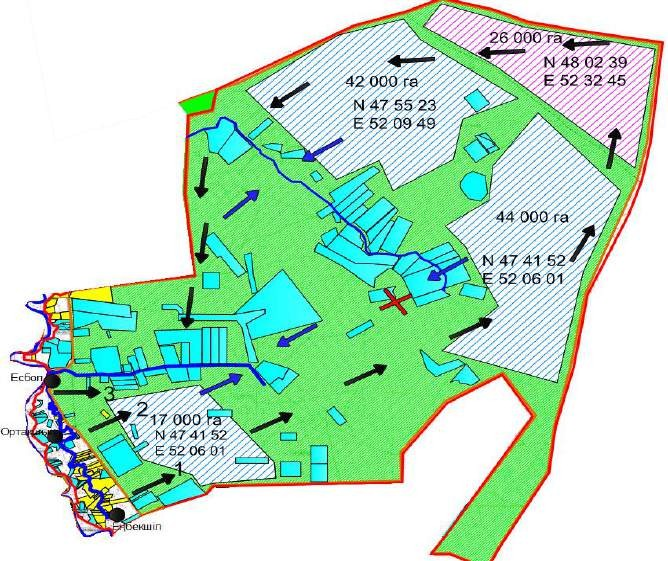 26 000 га
N 48 02 39
E 52 32 45
42 000 га
N 47 55 23
E 52 09 49
44 000 га
N 47 41 52
E 52 06 01
Есбол
3
2
17 000 га
N 47 41 52
E 52 06 01
1
Еңбекшіл